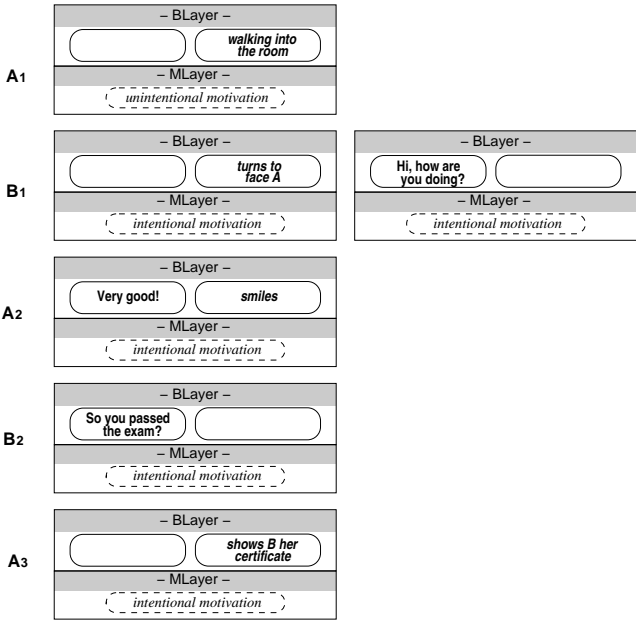 – BLayer –
walking into
the room
A1
– MLayer –
unintentional motivation
– BLayer –
turns to
face A
B1
– MLayer –
intentional motivation
– BLayer –
Hi, how are
you doing?
– MLayer –
intentional motivation
– BLayer –
Very good!
smiles
A2
– MLayer –
intentional motivation
– BLayer –
So you passed
the exam?
B2
– MLayer –
intentional motivation
– BLayer –
shows B her
certificate
A3
– MLayer –
intentional motivation